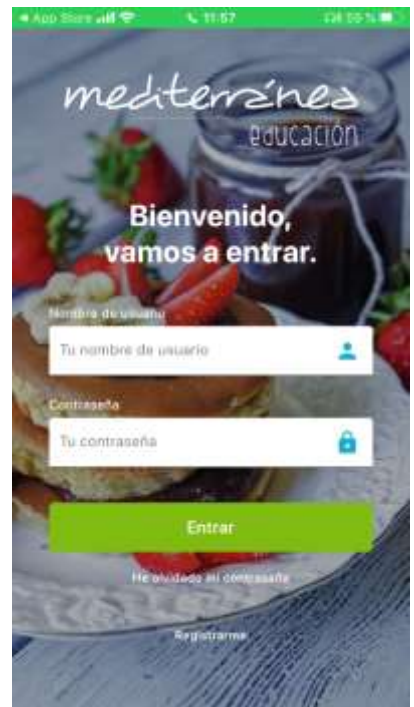 App Store
11:57
mediterránea
educación
Bienvenido,
vamos a entrar.
Nombre de usuario
Tu nombre de usuario
Contraseña
Tu contraseña
Entrar
He olvidado mi contraseña
Registrarme